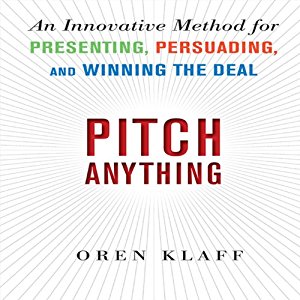 An Innovative Method for
PRESENTING, PERSUADING,
AND WINNING THE DEAL
PITCH
ANYTHING
OREN KLAFF